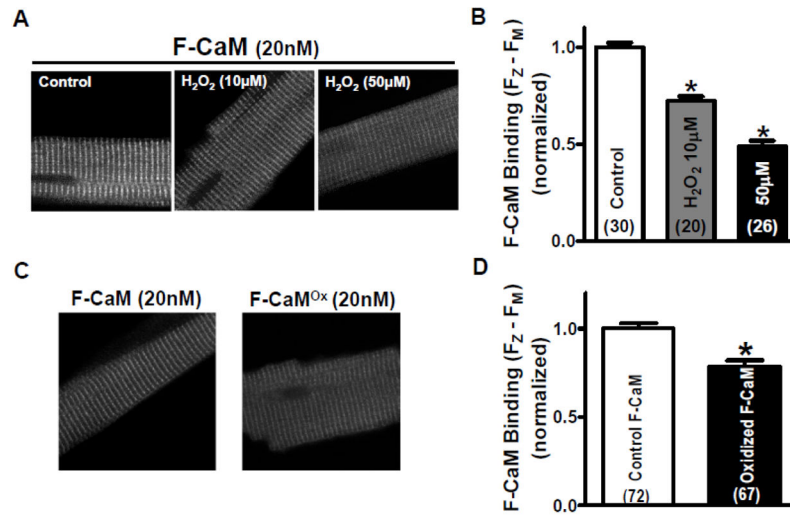 A
F-CaM (20nM)
Control
H₂O₂ (10µM)
H₂O₂ (50µM)
B
F-CaM Binding (F_Z - F_M)
(normalized)
1.0
0.5
0.0
Control
(30)
H₂O₂ 10µM
(20)
50µM
(26)
*
*
C
F-CaM (20nM)
F-CaM^Ox (20nM)
D
F-CaM Binding (F_Z - F_M)
(normalized)
1.0
0.5
0.0
Control F-CaM
(72)
Oxidized F-CaM
(67)
*